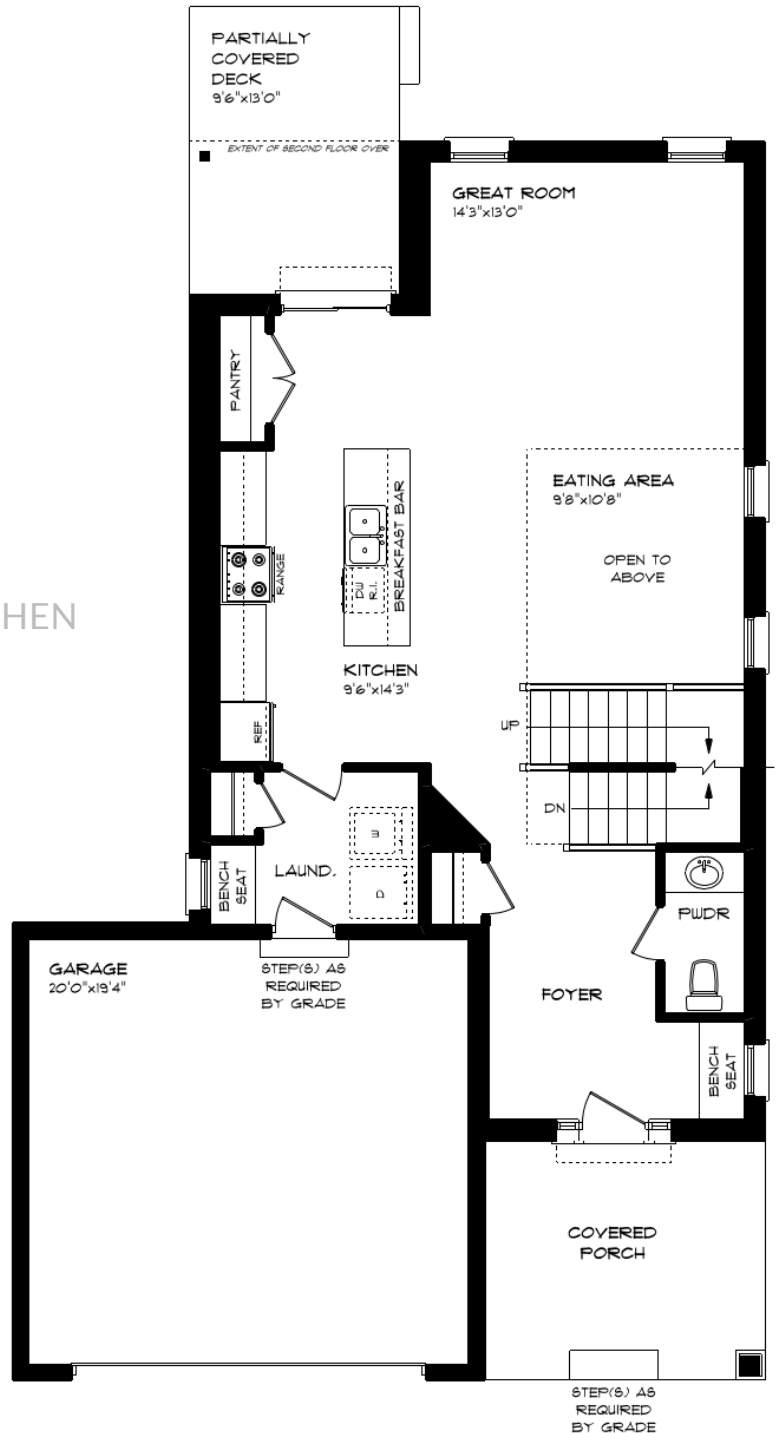 PARTIALLY
COVERED
DECK
9'6"x13'0"
EXTENT OF SECOND FLOOR OVER
GREAT ROOM
14'3"x13'0"
PANTRY
EATING AREA
9'8"x10'8"
OPEN TO
ABOVE
BREAKFAST BAR
RANGE
DW
R.I.
HEN
KITCHEN
9'6"x14'3"
REF
UP
DN
W
D
LAUND.
BENCH
SEAT
PWDR
GARAGE
20'0"x19'4"
STEP(S) AS
REQUIRED
BY GRADE
FOYER
BENCH
SEAT
COVERED
PORCH
STEP(S) AS
REQUIRED
BY GRADE